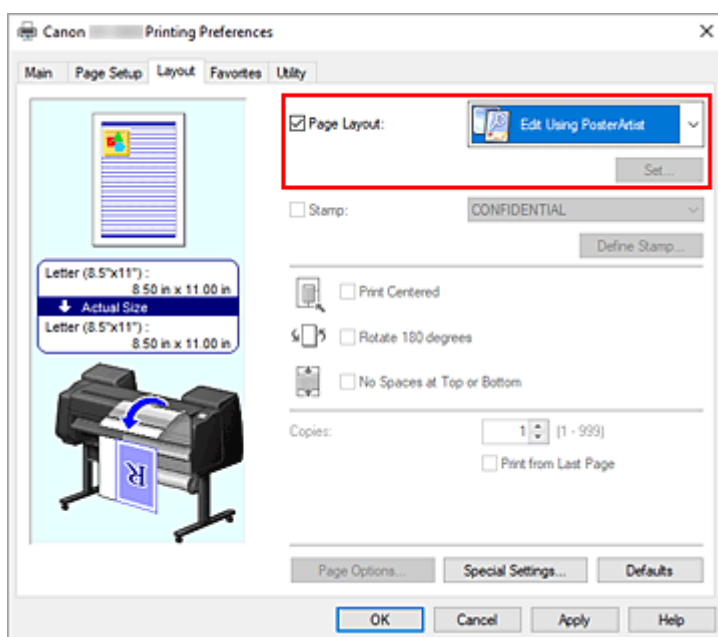 Canon Printing Preferences
Main Page Setup Layout Favorites Utility
Page Layout: Edit Using PosterArtist
Set...
Stamp: CONFIDENTIAL
Define Stamp...
Letter (8.5"x11") :
8.50 in x 11.00 in
Actual Size
Letter (8.5"x11") :
8.50 in x 11.00 in
Print Centered
Rotate 180 degrees
No Spaces at Top or Bottom
Copies: 1 (1 - 999)
Print from Last Page
R
Page Options... Special Settings... Defaults
OK Cancel Apply Help